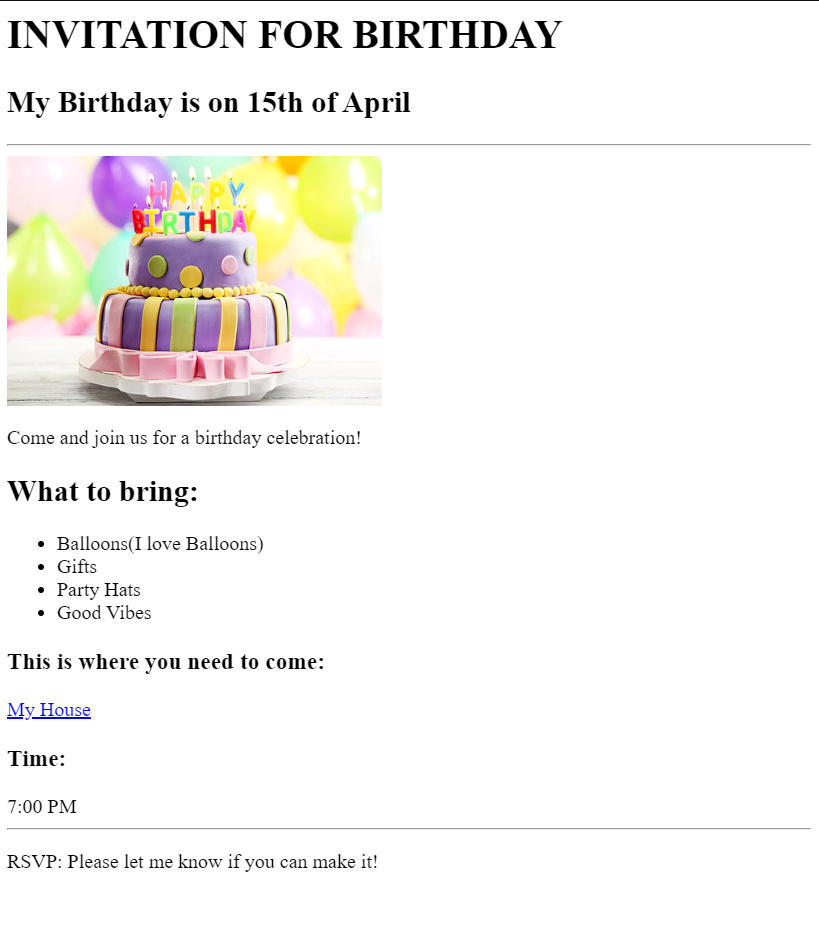 INVITATION FOR BIRTHDAY
My Birthday is on 15th of April
HAPPY
BIRTHDAY
Come and join us for a birthday celebration!
What to bring:
Balloons(I love Balloons)
Gifts
Party Hats
Good Vibes
This is where you need to come:
My House
Time:
7:00 PM
RSVP: Please let me know if you can make it!